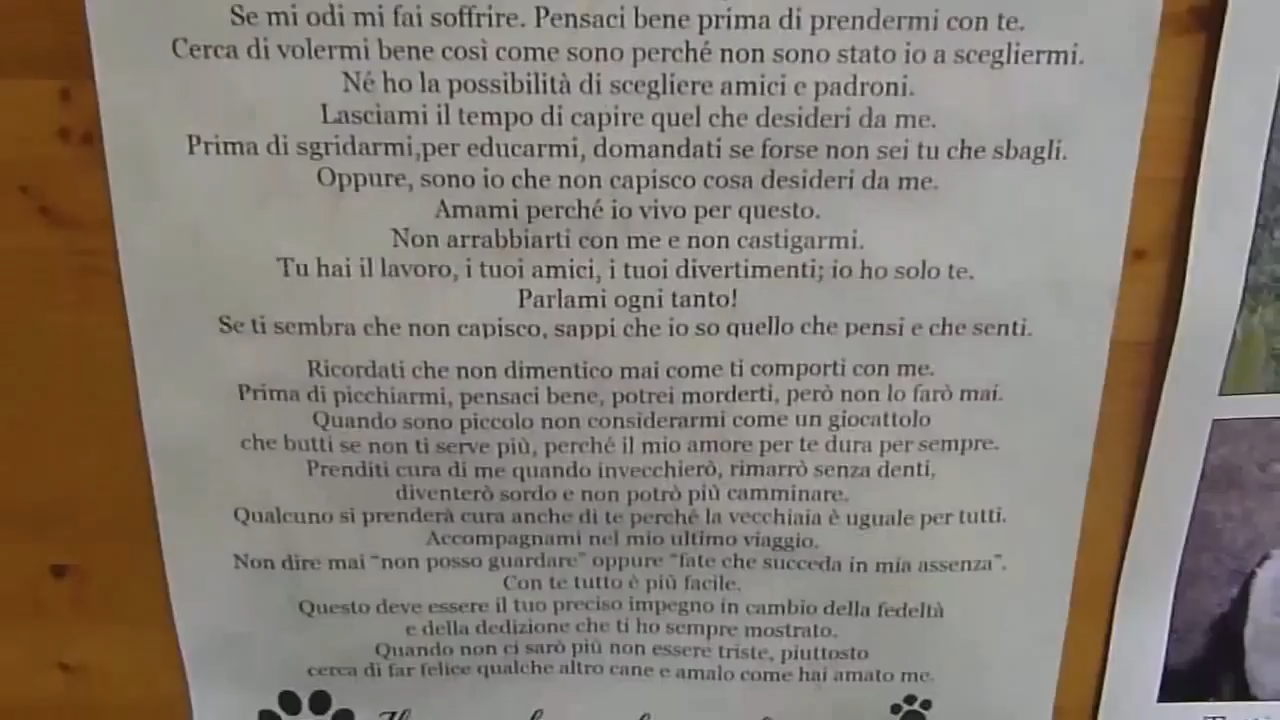 Se mi odi mi fai soffrire. Pensaci bene prima di prendermi con te.
Cerca di volermi bene così come sono perché non sono stato io a scegliermi.
Né ho la possibilità di scegliere amici e padroni.
Lasciami il tempo di capire quel che desideri da me.
Prima di sgridarmi,per educarmi, domandati se forse non sei tu che sbagli.
Oppure, sono io che non capisco cosa desideri da me.
Amami perché io vivo per questo.
Non arrabbiarti con me e non castigarmi.
Tu hai il lavoro, i tuoi amici, i tuoi divertimenti; io ho solo te.
Parlami ogni tanto!
Se ti sembra che non capisco, sappi che io so quello che pensi e che senti.
Ricordati che non dimentico mai come ti comporti con me.
Prima di picchiarmi, pensaci bene, potrei morderti, però non lo farò mai.
Quando sono piccolo non considerarmi come un giocattolo
che butti se non ti serve più, perché il mio amore per te dura per sempre.
Prenditi cura di me quando invecchierò, rimarrò senza denti,
diventerò sordo e non potrò più camminare.
Qualcuno si prenderà cura anche di te perché la vecchiaia è uguale per tutti.
Accompagnami nel mio ultimo viaggio.
Non dire mai “non posso guardare” oppure “fate che succeda in mia assenza”.
Con te tutto è più facile.
Questo deve essere il tuo preciso impegno in cambio della fedeltà
e della dedizione che ti ho sempre mostrato.
Quando non ci sarò più non essere triste, piuttosto
cerca di far felice qualche altro cane e amalo come hai amato me.